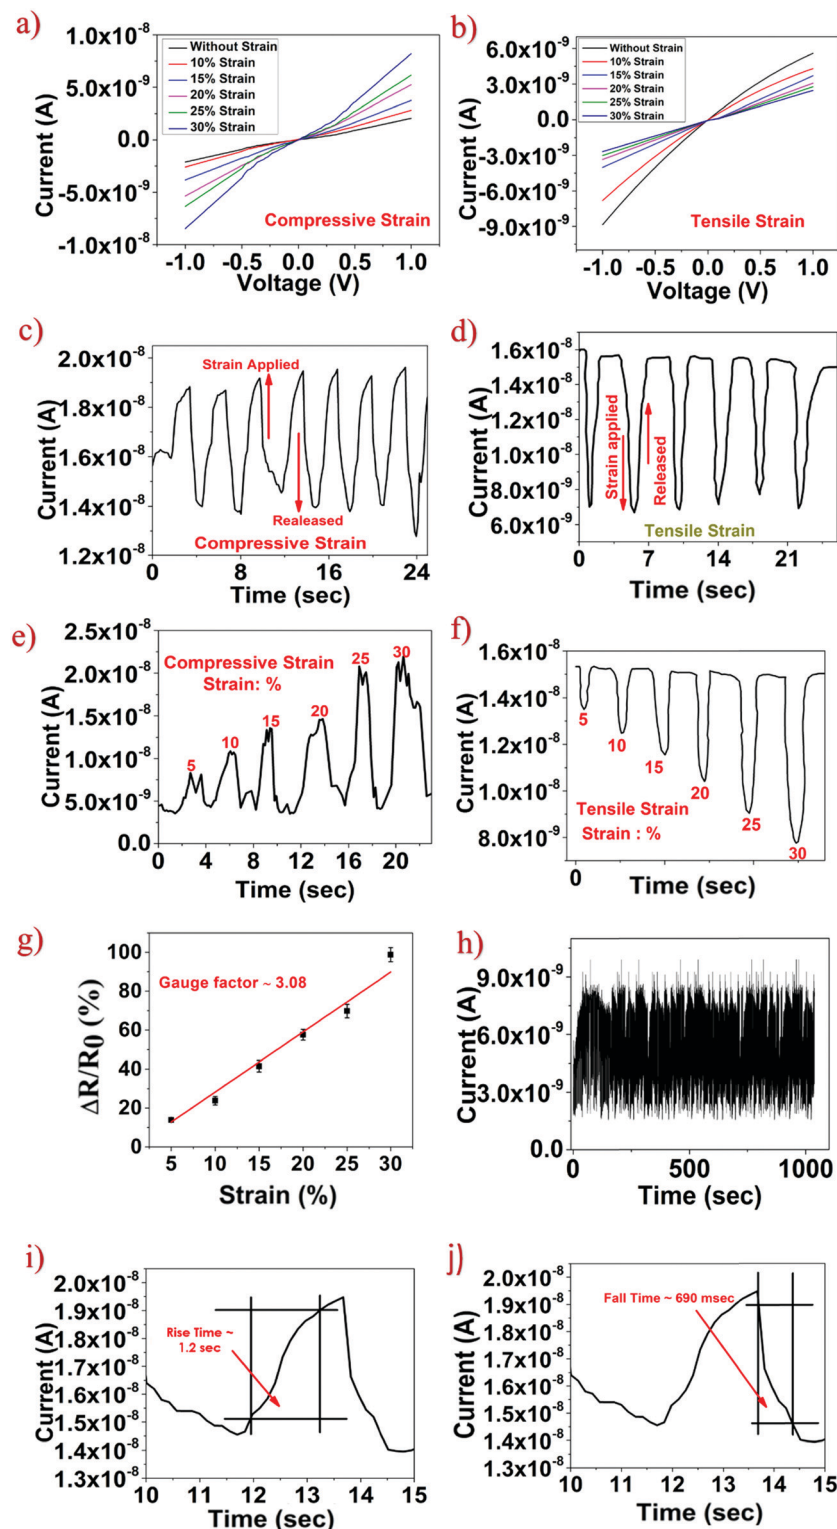 a)
1.0x10-8
5.0x10-9
0.0
-5.0x10-9
-1.0x10-8
Current (A)
Without Strain
10% Strain
15% Strain
20% Strain
25% Strain
30% Strain
Compressive Strain
-1.0 -0.5 0.0 0.5 1.0
Voltage (V)
b)
6.0x10-9
3.0x10-9
0.0
-3.0x10-9
-6.0x10-9
-9.0x10-9
Current (A)
Without Strain
10% Strain
15% Strain
20% Strain
25% Strain
30% Strain
Tensile Strain
-1.0 -0.5 0.0 0.5 1.0
Voltage (V)
c)
2.0x10-8
1.8x10-8
1.6x10-8
1.4x10-8
1.2x10-8
Current (A)
Strain Applied
Realeased
Compressive Strain
0 8 16 24
Time (sec)
d)
1.6x10-8
1.4x10-8
1.2x10-8
1.0x10-8
8.0x10-9
6.0x10-9
Current (A)
Strain applied
Released
Tensile Strain
0 7 14 21
Time (sec)
e)
2.5x10-8
2.0x10-8
1.5x10-8
1.0x10-8
5.0x10-9
0.0
Current (A)
Compressive Strain
Strain: %
5
10
15
20
25
30
0 4 8 12 16 20
Time (sec)
f)
1.6x10-8
1.4x10-8
1.2x10-8
1.0x10-8
8.0x10-9
Current (A)
5
10
15
20
25
30
Tensile Strain
Strain : %
0
Time (sec)
g)
100
80
60
40
20
0
ΔR/R0 (%)
Gauge factor ~ 3.08
5 10 15 20 25 30
Strain (%)
h)
9.0x10-9
6.0x10-9
3.0x10-9
0.0
Current (A)
0 500 1000
Time (sec)
i)
2.0x10-8
1.9x10-8
1.8x10-8
1.7x10-8
1.6x10-8
1.5x10-8
1.4x10-8
1.3x10-8
Current (A)
Rise Time ~
1.2 sec
10 11 12 13 14 15
Time (sec)
j)
2.0x10-8
1.9x10-8
1.8x10-8
1.7x10-8
1.6x10-8
1.5x10-8
1.4x10-8
1.3x10-8
Current (A)
Fall Time ~ 690 msec
10 11 12 13 14 15
Time (sec)